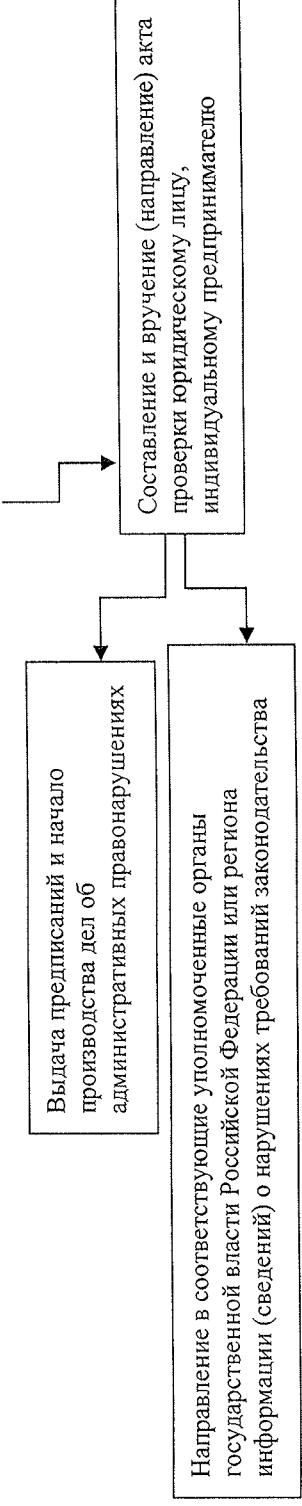 Составление и вручение (направление) акта
проверки юридическому лицу,
индивидуальному предпринимателю
Выдача предписаний и начало
производства дел об
административных правонарушениях
Направление в соответствующие уполномоченные органы
государственной власти Российской Федерации или региона
информации (сведений) о нарушениях требований законодательства